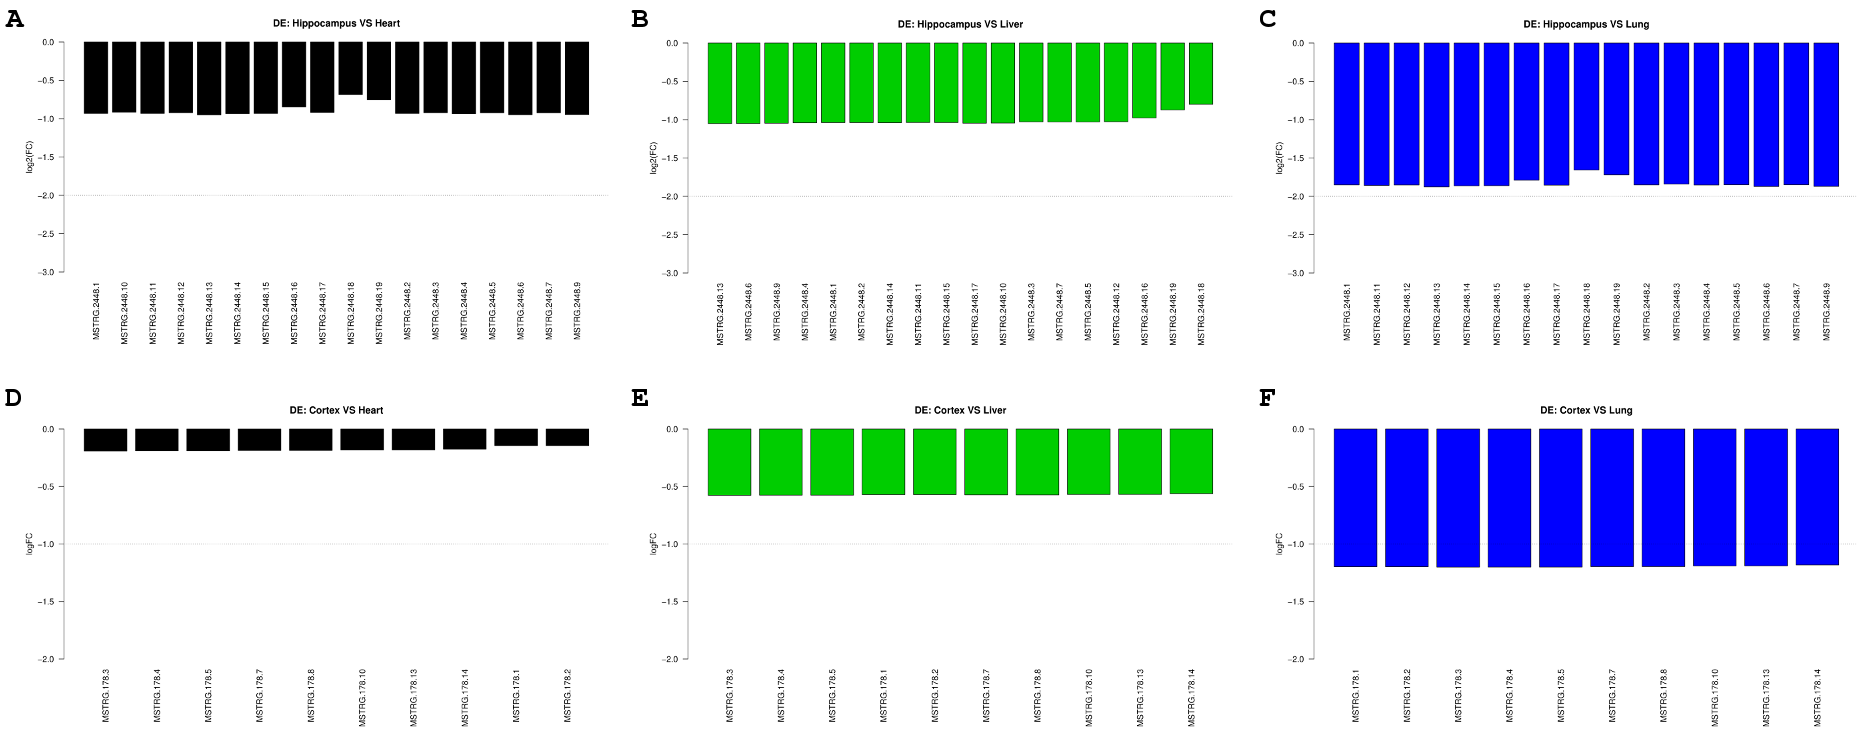 A
DE: Hippocampus VS Heart
log2(FC)
0.0
−0.5
−1.0
−1.5
−2.0
−2.5
−3.0
MSTRG.2448.1
MSTRG.2448.10
MSTRG.2448.11
MSTRG.2448.12
MSTRG.2448.13
MSTRG.2448.14
MSTRG.2448.15
MSTRG.2448.16
MSTRG.2448.17
MSTRG.2448.18
MSTRG.2448.19
MSTRG.2448.2
MSTRG.2448.3
MSTRG.2448.4
MSTRG.2448.5
MSTRG.2448.6
MSTRG.2448.7
MSTRG.2448.9
B
DE: Hippocampus VS Liver
log2(FC)
0.0
−0.5
−1.0
−1.5
−2.0
−2.5
−3.0
MSTRG.2448.13
MSTRG.2448.6
MSTRG.2448.9
MSTRG.2448.4
MSTRG.2448.1
MSTRG.2448.2
MSTRG.2448.14
MSTRG.2448.11
MSTRG.2448.15
MSTRG.2448.17
MSTRG.2448.10
MSTRG.2448.3
MSTRG.2448.7
MSTRG.2448.5
MSTRG.2448.12
MSTRG.2448.16
MSTRG.2448.19
MSTRG.2448.18
C
DE: Hippocampus VS Lung
log2(FC)
0.0
−0.5
−1.0
−1.5
−2.0
−2.5
−3.0
MSTRG.2448.1
MSTRG.2448.11
MSTRG.2448.12
MSTRG.2448.13
MSTRG.2448.14
MSTRG.2448.15
MSTRG.2448.16
MSTRG.2448.17
MSTRG.2448.18
MSTRG.2448.19
MSTRG.2448.2
MSTRG.2448.3
MSTRG.2448.4
MSTRG.2448.5
MSTRG.2448.6
MSTRG.2448.7
MSTRG.2448.9
D
DE: Cortex VS Heart
logFC
0.0
−0.5
−1.0
−1.5
−2.0
MSTRG.178.3
MSTRG.178.4
MSTRG.178.5
MSTRG.178.7
MSTRG.178.8
MSTRG.178.10
MSTRG.178.13
MSTRG.178.14
MSTRG.178.1
MSTRG.178.2
E
DE: Cortex VS Liver
logFC
0.0
−0.5
−1.0
−1.5
−2.0
MSTRG.178.3
MSTRG.178.4
MSTRG.178.5
MSTRG.178.1
MSTRG.178.2
MSTRG.178.7
MSTRG.178.8
MSTRG.178.10
MSTRG.178.13
MSTRG.178.14
F
DE: Cortex VS Lung
logFC
0.0
−0.5
−1.0
−1.5
−2.0
MSTRG.178.1
MSTRG.178.2
MSTRG.178.3
MSTRG.178.4
MSTRG.178.5
MSTRG.178.7
MSTRG.178.8
MSTRG.178.10
MSTRG.178.13
MSTRG.178.14